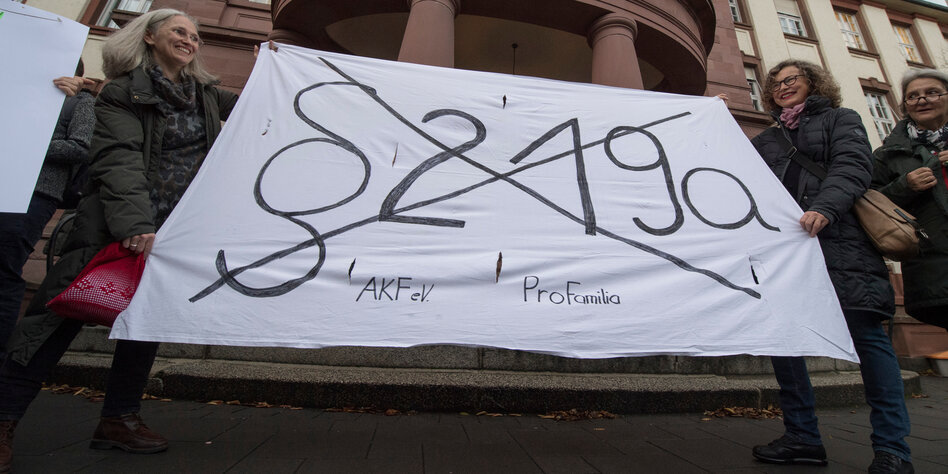 §219a
AKF e.V.
ProFamilia